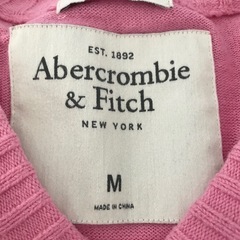 EST. 1892
Abercrombie
& Fitch
NEW YORK
M
MADE IN CHINA